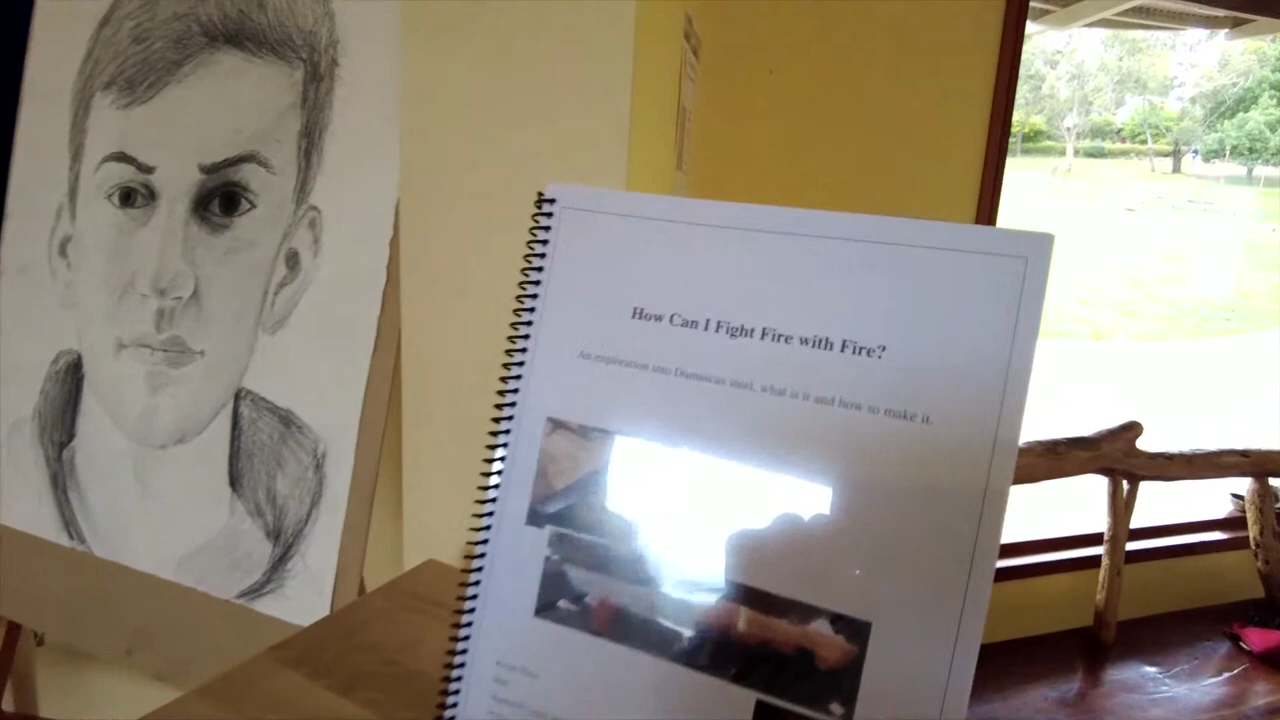 How Can I Fight Fire with Fire?
An exploration into Damascus steel, what is it and how to make it.